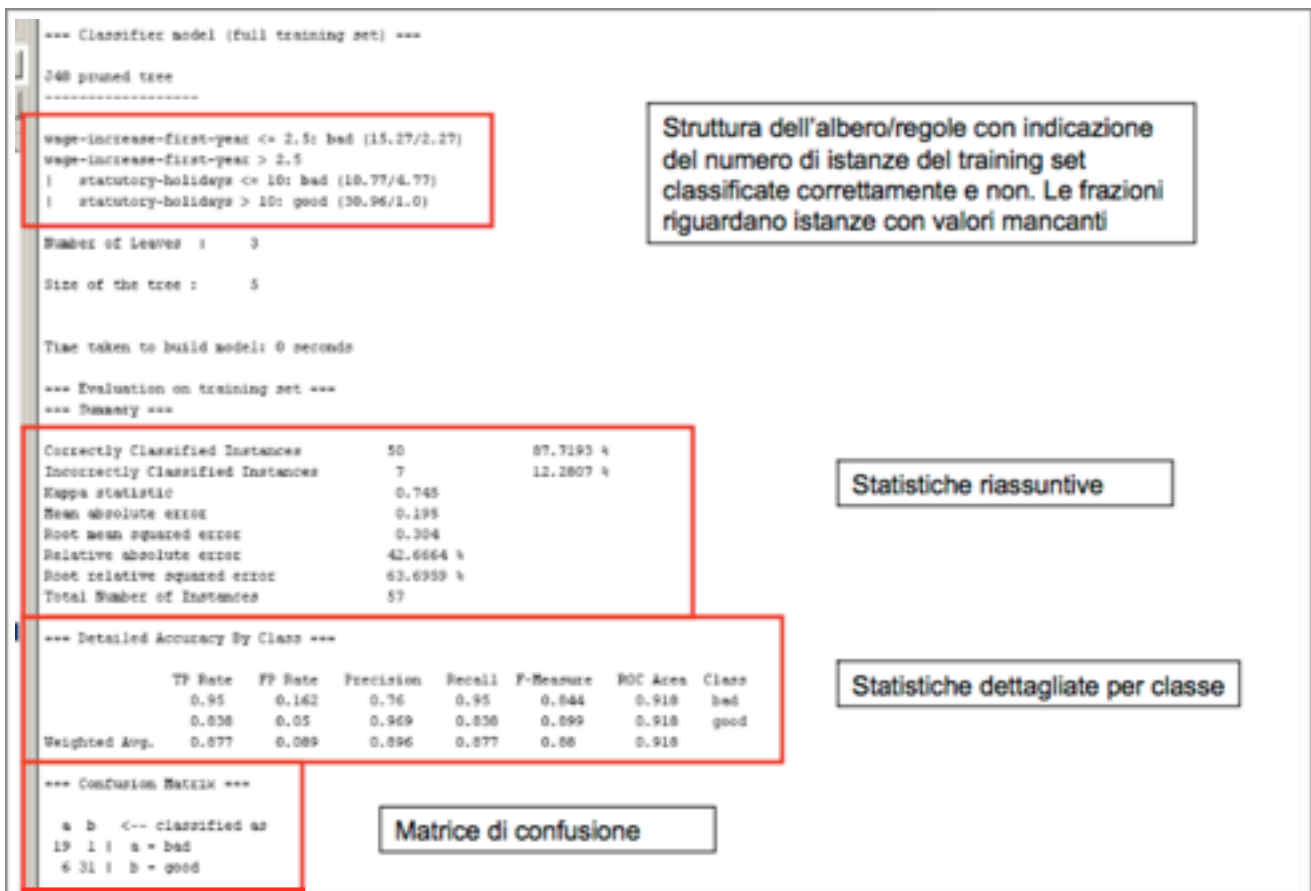 === Classifier model (full training set) ===
J48 pruned tree
------------------
wage-increase-first-year <= 2.5: bad (15.27/2.27)
wage-increase-first-year > 2.5
|   statutory-holidays <= 10: bad (10.77/4.77)
|   statutory-holidays > 10: good (30.96/1.0)
Struttura dell'albero/regole con indicazione
del numero di istanze del training set
classificate correttamente e non. Le frazioni
riguardano istanze con valori mancanti
Number of Leaves  :     3
Size of the tree :     5
Time taken to build model: 0 seconds
=== Evaluation on training set ===
=== Summary ===
Correctly Classified Instances          50               87.7193 %
Incorrectly Classified Instances         7               12.2807 %
Kappa statistic                          0.745
Mean absolute error                      0.195
Root mean squared error                  0.304
Relative absolute error                 42.6664 %
Root relative squared error             63.6959 %
Total Number of Instances               57
Statistiche riassuntive
=== Detailed Accuracy By Class ===
TP Rate   FP Rate   Precision   Recall  F-Measure   ROC Area  Class
0.95      0.162      0.76      0.95      0.844      0.918    bad
0.838     0.05       0.969     0.838     0.899      0.918    good
Weighted Avg.    0.877     0.089      0.896     0.877     0.88       0.918
Statistiche dettagliate per classe
=== Confusion Matrix ===
a  b   <-- classified as
19  1 |  a = bad
6 31 |  b = good
Matrice di confusione